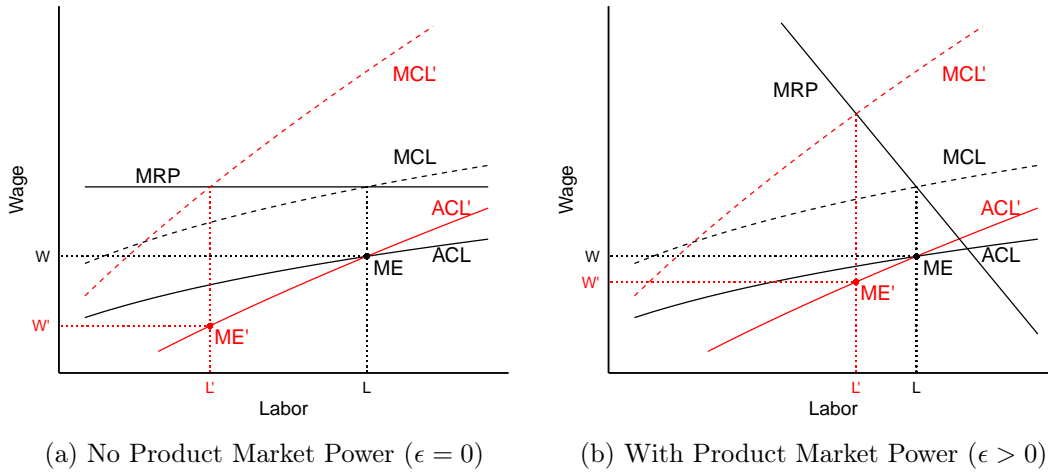 MCL'
MCL
MRP
ACL'
ACL
ME
ME'
W
W'
L'
L
Wage
Labor
(a) No Product Market Power (ϵ = 0)
MCL'
MRP
MCL
ACL'
ACL
ME
ME'
W
W'
L'
L
Wage
Labor
(b) With Product Market Power (ϵ > 0)